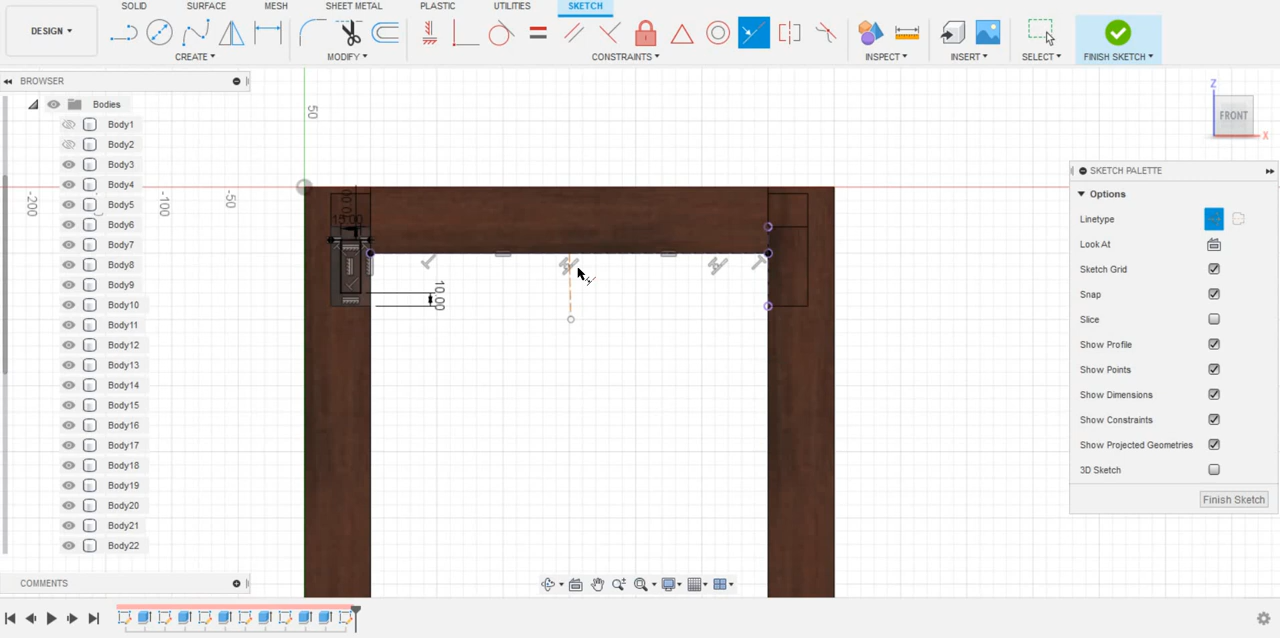 SOLID SURFACE MESH SHEET METAL PLASTIC UTILITIES SKETCH
DESIGN ▾
CREATE ▾ MODIFY ▾ CONSTRAINTS ▾ INSPECT ▾ INSERT ▾ SELECT ▾ FINISH SKETCH ▾
BROWSER
Bodies
Body1
Body2
Body3
Body4
Body5
Body6
Body7
Body8
Body9
Body10
Body11
Body12
Body13
Body14
Body15
Body16
Body17
Body18
Body19
Body20
Body21
Body22
COMMENTS
50
-200
-100
-50
10.00
Z
FRONT
X
SKETCH PALETTE
Options
Linetype
Look At
Sketch Grid
Snap
Slice
Show Profile
Show Points
Show Dimensions
Show Constraints
Show Projected Geometries
3D Sketch
Finish Sketch